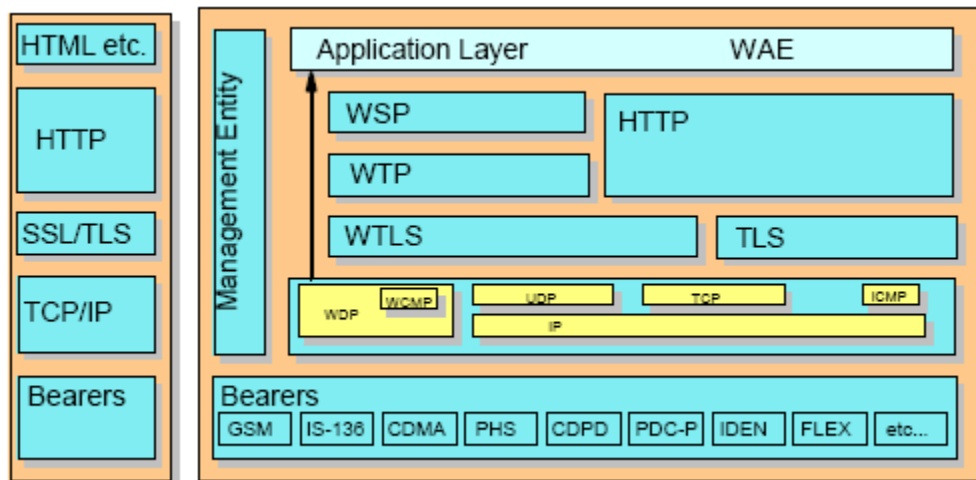 HTML etc.
HTTP
SSL/TLS
TCP/IP
Bearers
Management Entity
Application Layer WAE
WSP
HTTP
WTP
WTLS
TLS
WDP
WCMP
UDP
TCP
ICMP
IP
Bearers
GSM
IS-136
CDMA
PHS
CDPD
PDC-P
IDEN
FLEX
etc...